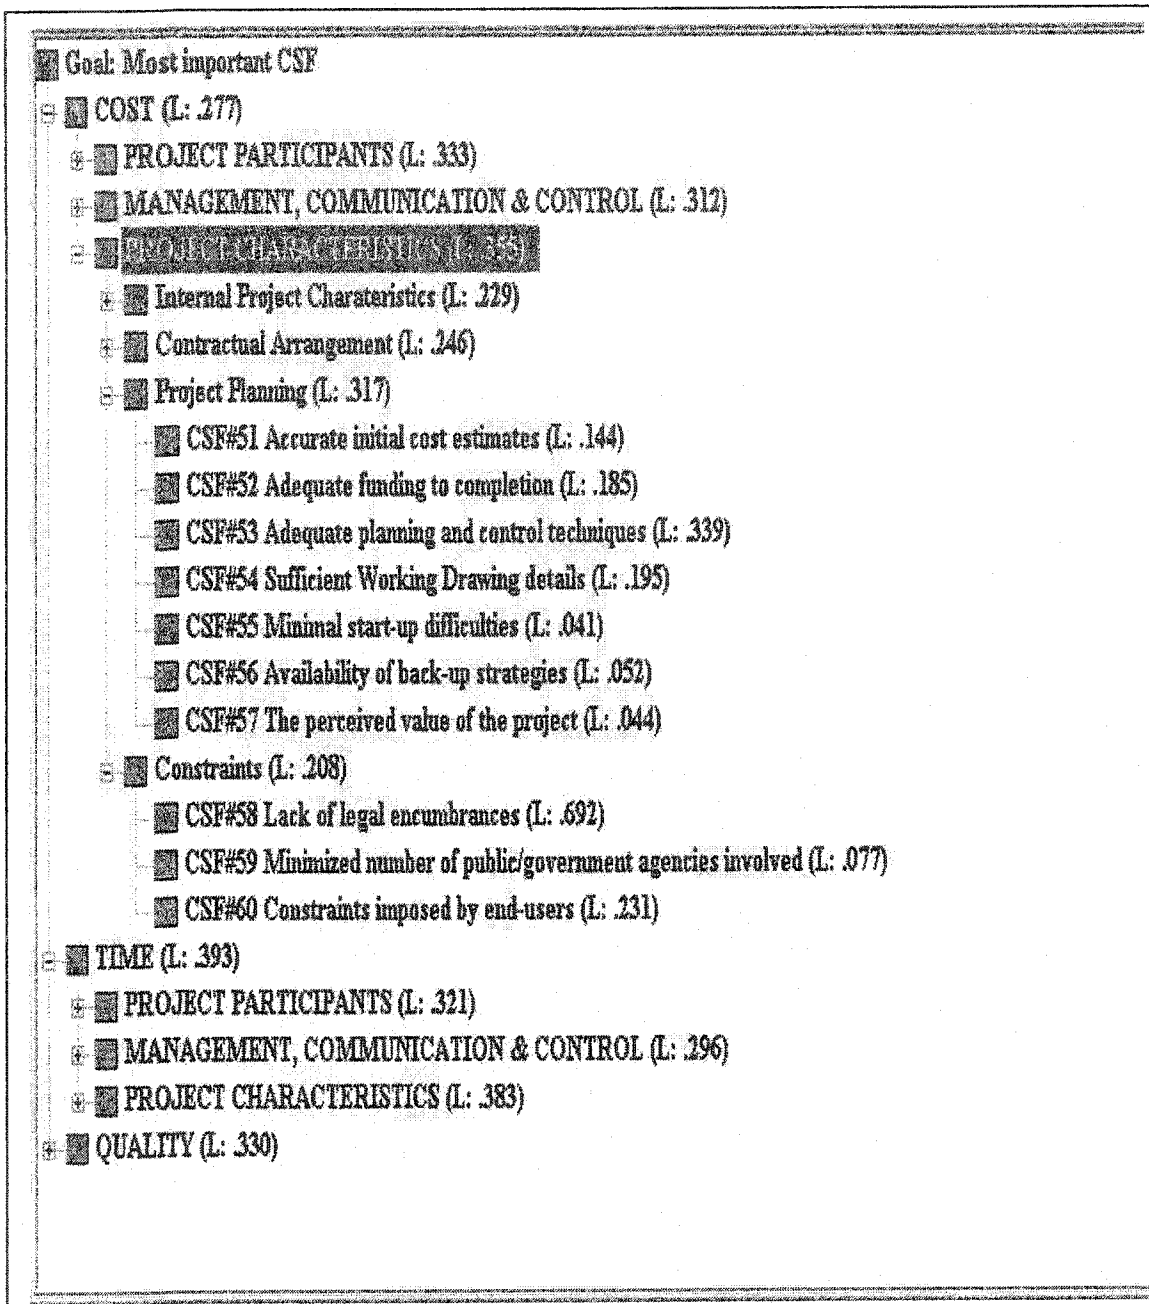 Goal: Most important CSF
COST (L: .277)
PROJECT PARTICIPANTS (L: .333)
MANAGEMENT, COMMUNICATION & CONTROL (L: .312)
PROJECT CHARACTERISTICS (L: .355)
Internal Project Charateristics (L: .229)
Contractual Arrangement (L: .246)
Project Planning (L: .317)
CSF#51 Accurate initial cost estimates (L: .144)
CSF#52 Adequate funding to completion (L: .185)
CSF#53 Adequate planning and control techniques (L: .339)
CSF#54 Sufficient Working Drawing details (L: .195)
CSF#55 Minimal start-up difficulties (L: .041)
CSF#56 Availability of back-up strategies (L: .052)
CSF#57 The perceived value of the project (L: .044)
Constraints (L: .208)
CSF#58 Lack of legal encumbrances (L: .692)
CSF#59 Minimized number of public/government agencies involved (L: .077)
CSF#60 Constraints imposed by end-users (L: .231)
TIME (L: .393)
PROJECT PARTICIPANTS (L: .321)
MANAGEMENT, COMMUNICATION & CONTROL (L: .296)
PROJECT CHARACTERISTICS (L: .383)
QUALITY (L: .330)